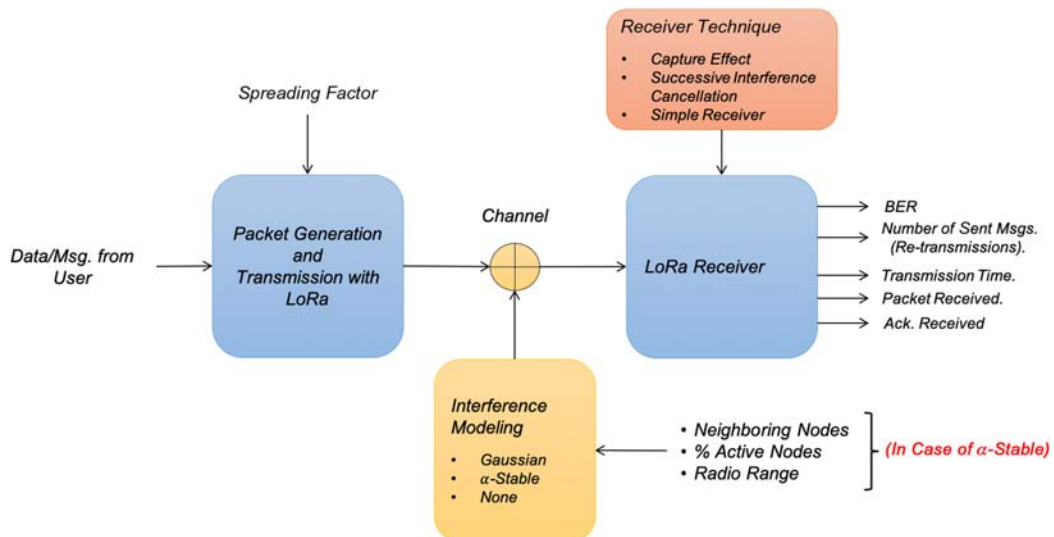 Receiver Technique
• Capture Effect
• Successive Interference
Cancellation
• Simple Receiver
Spreading Factor
Data/Msg. from
User
Packet Generation
and
Transmission with
LoRa
Channel
LoRa Receiver
BER
Number of Sent Msgs.
(Re-transmissions).
Transmission Time.
Packet Received.
Ack. Received
Interference
Modeling
• Gaussian
• α-Stable
• None
• Neighboring Nodes
• % Active Nodes
• Radio Range
(In Case of α-Stable)